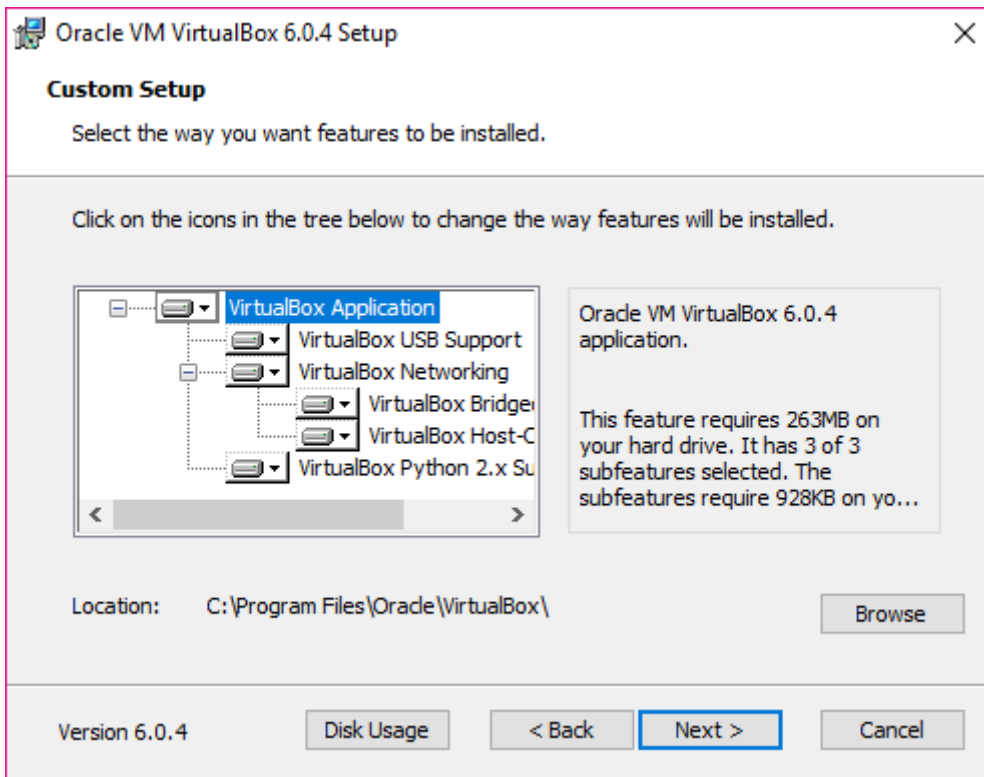 Oracle VM VirtualBox 6.0.4 Setup
Custom Setup
Select the way you want features to be installed.
Click on the icons in the tree below to change the way features will be installed.
VirtualBox Application
VirtualBox USB Support
VirtualBox Networking
VirtualBox Bridge
VirtualBox Host-C
VirtualBox Python 2.x Su
Oracle VM VirtualBox 6.0.4
application.
This feature requires 263MB on
your hard drive. It has 3 of 3
subfeatures selected. The
subfeatures require 928KB on yo...
Location: C:\Program Files\Oracle\VirtualBox\
Browse
Version 6.0.4
Disk Usage
< Back
Next >
Cancel